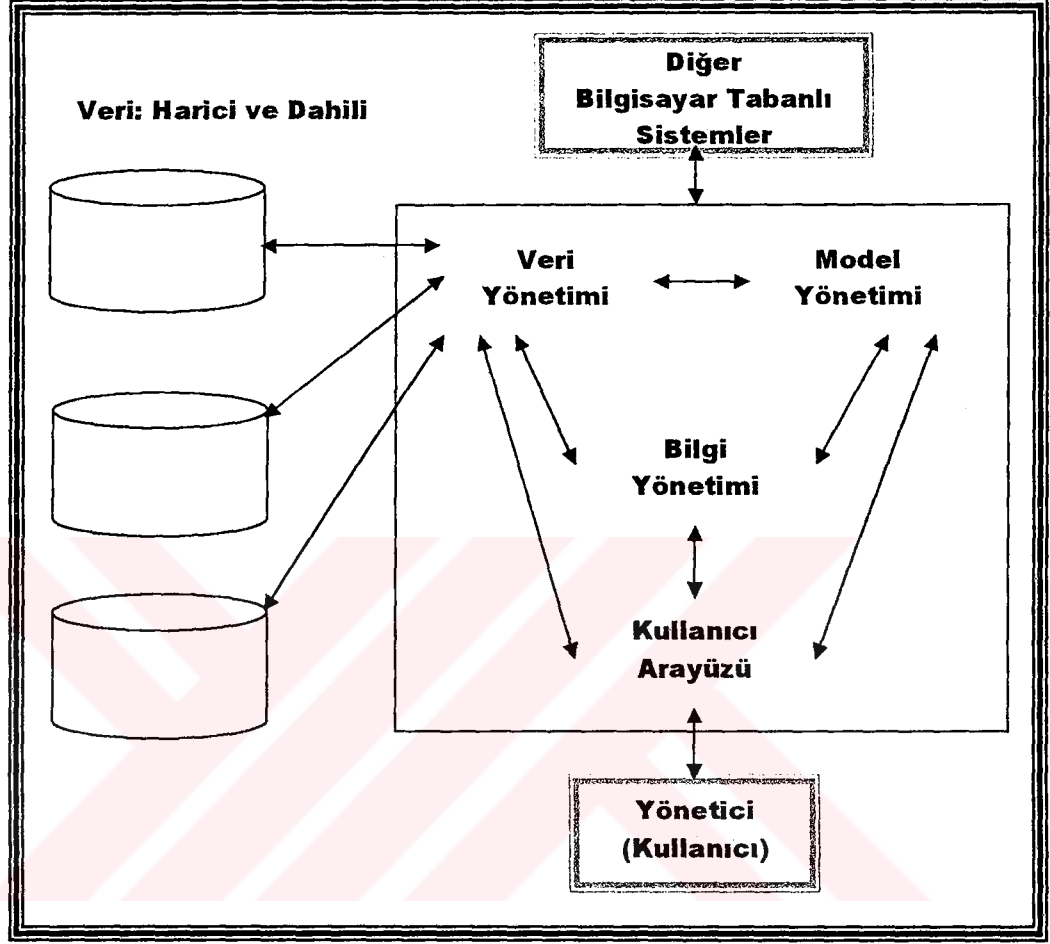 Diğer
Bilgisayar Tabanlı
Sistemler
Veri: Harici ve Dahili
Veri
Yönetimi
Model
Yönetimi
Bilgi
Yönetimi
Kullanıcı
Arayüzü
Yönetici
(Kullanıcı)